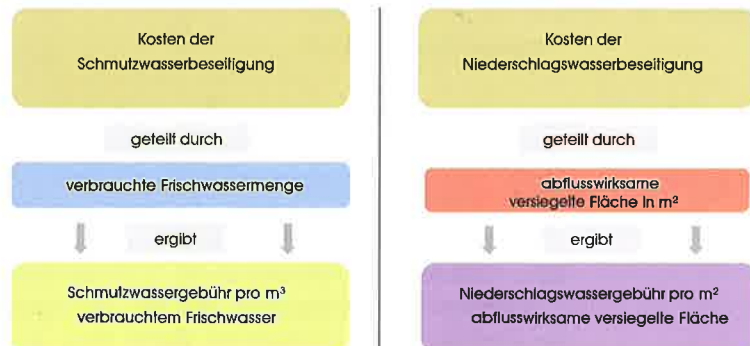 Kosten der
Schmutzwasserbeseitigung
geteilt durch
verbrauchte Frischwassermenge
ergibt
Schmutzwassergebühr pro m³
verbrauchtem Frischwasser
Kosten der
Niederschlagswasserbeseitigung
geteilt durch
abflusswirksame
versiegelte Fläche in m²
ergibt
Niederschlagswassergebühr pro m²
abflusswirksame versiegelte Fläche